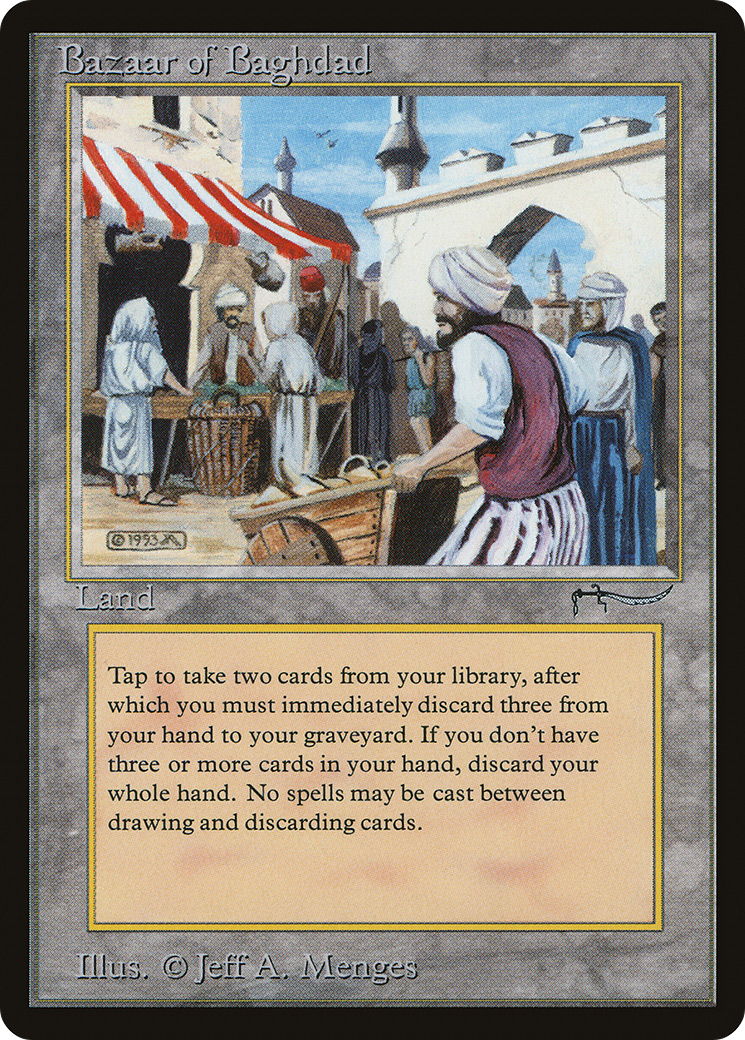 Bazaar of Baghdad
© 1993
Land
Tap to take two cards from your library, after
which you must immediately discard three from
your hand to your graveyard. If you don't have
three or more cards in your hand, discard your
whole hand. No spells may be cast between
drawing and discarding cards.
Illus. © Jeff A. Menges